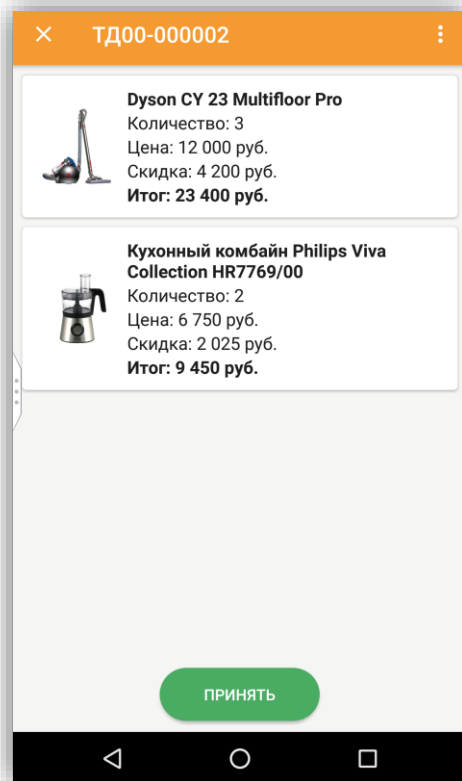 ТД00-000002
Dyson CY 23 Multifloor Pro
Количество: 3
Цена: 12 000 руб.
Скидка: 4 200 руб.
Итог: 23 400 руб.
Кухонный комбайн Philips Viva
Collection HR7769/00
Количество: 2
Цена: 6 750 руб.
Скидка: 2 025 руб.
Итог: 9 450 руб.
ПРИНЯТЬ